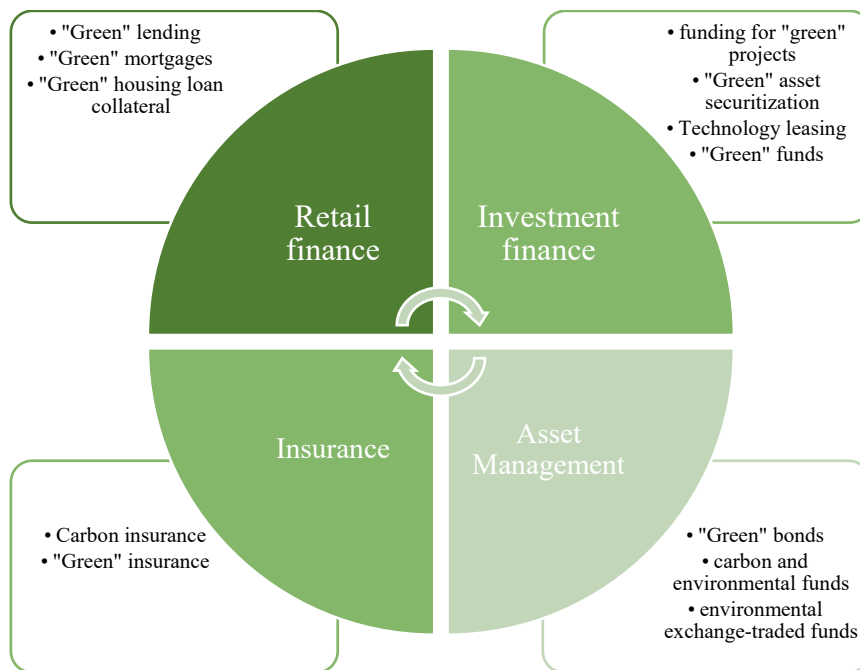 • "Green" lending
• "Green" mortgages
• "Green" housing loan
collateral
• funding for "green"
projects
• "Green" asset
securitization
• Technology leasing
• "Green" funds
Retail
finance
Investment
finance
Insurance
Asset
Management
• Carbon insurance
• "Green" insurance
• "Green" bonds
• carbon and
environmental funds
• environmental
exchange-traded funds